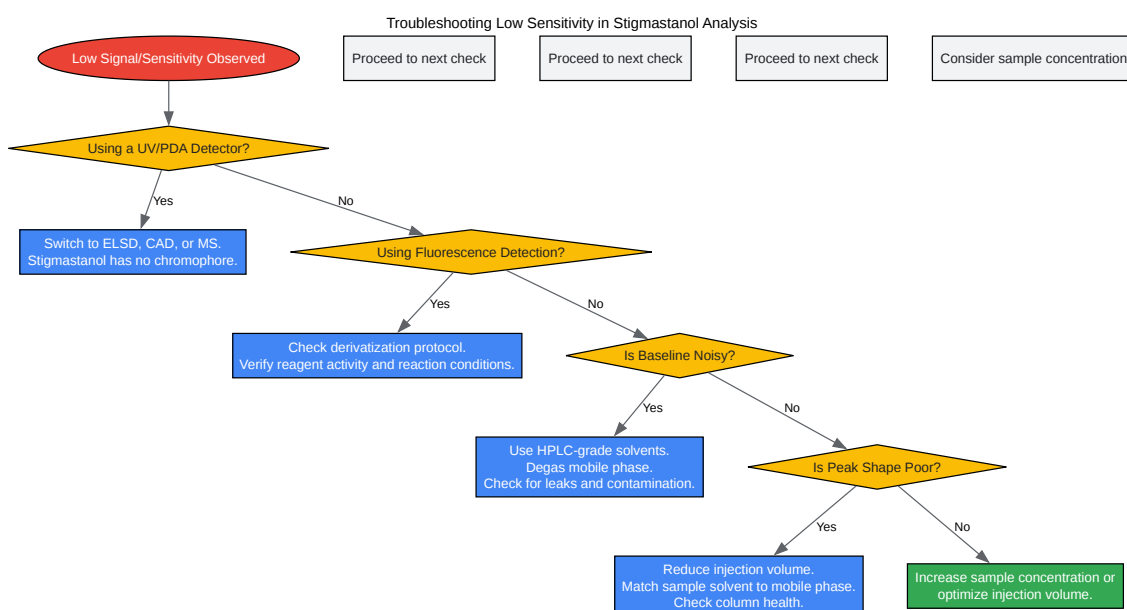 Troubleshooting Low Sensitivity in Stigmastanol Analysis
Low Signal/Sensitivity Observed
Proceed to next check
Proceed to next check
Proceed to next check
Consider sample concentration
Using a UV/PDA Detector?
Yes
No
Switch to ELSD, CAD, or MS.
Stigmastanol has no chromophore.
Using Fluorescence Detection?
Yes
No
Check derivatization protocol.
Verify reagent activity and reaction conditions.
Is Baseline Noisy?
Yes
No
Use HPLC-grade solvents.
Degas mobile phase.
Check for leaks and contamination.
Is Peak Shape Poor?
Yes
No
Reduce injection volume.
Match sample solvent to mobile phase.
Check column health.
Increase sample concentration or
optimize injection volume.